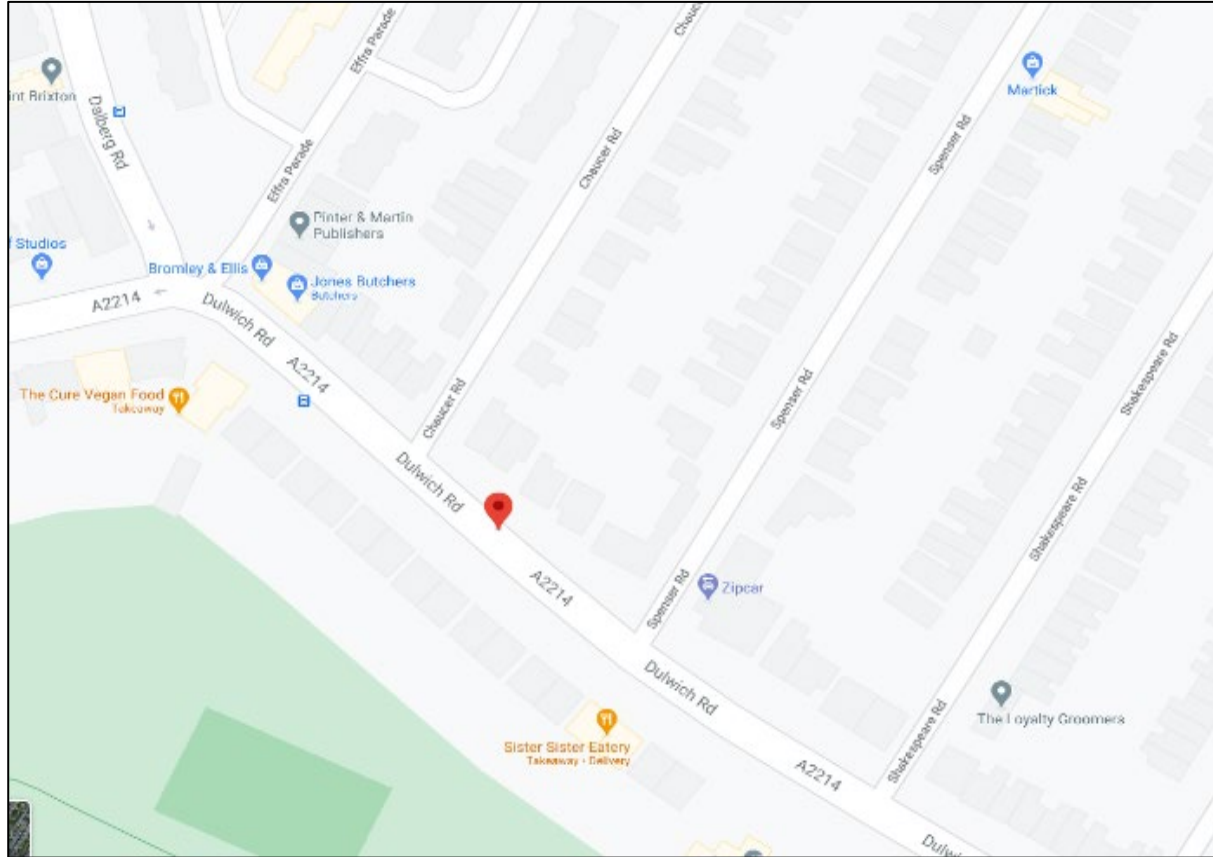 Chauc
Effra Parade
int Brixton
Dalberg Rd
Martick
Spenser Rd
Chaucer Rd
Effra Parade
Pinter & Martin
Publishers
f Studios
Bromley & Ellis
Jones Butchers
Butchers
A2214
Dulwich Rd
A2214
Shakespeare Rd
The Cure Vegan Food
Takeaway
Chaucer Rd
Spenser Rd
Dulwich Rd
Shakespeare Rd
A2214
Spenser Rd
Zipcar
Dulwich Rd
The Loyalty Groomers
Shakespeare Rd
Sister Sister Eatery
Takeaway · Delivery
A2214
Dulw